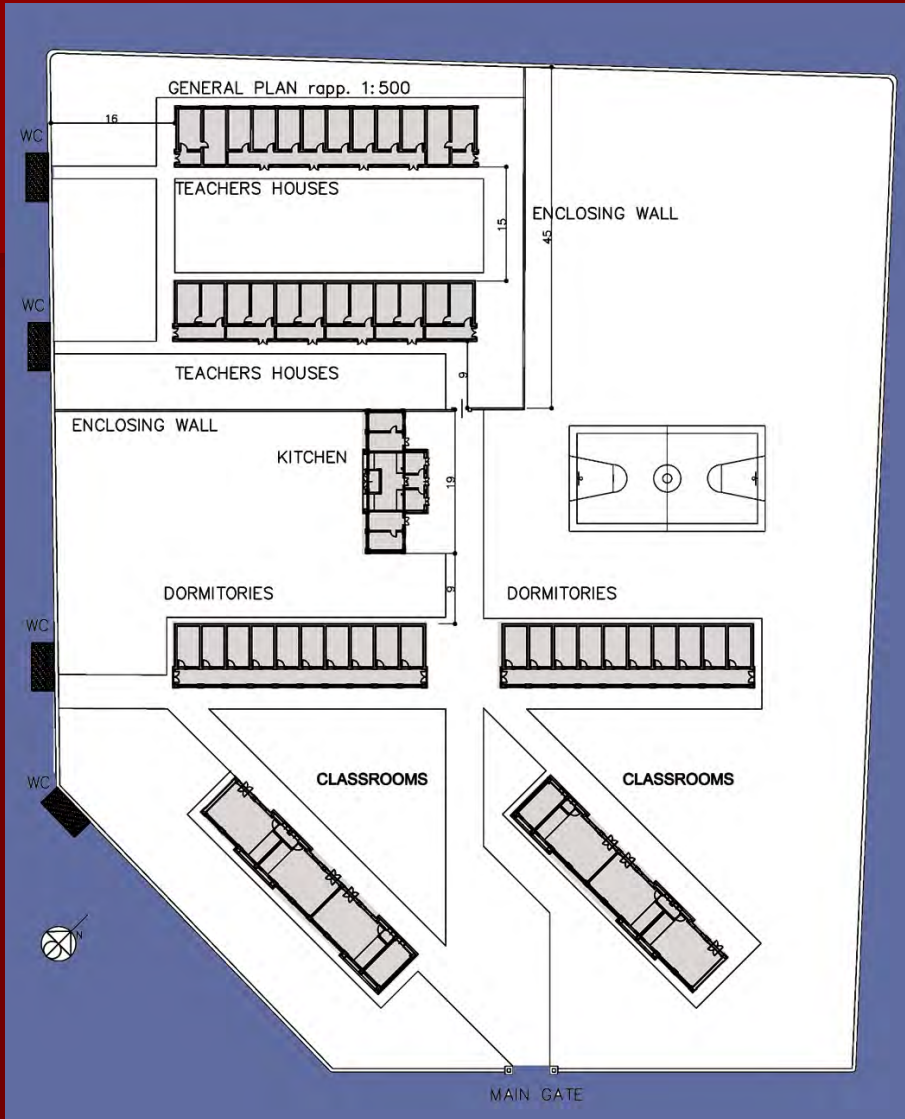 GENERAL PLAN rapp. 1:500
16
WC
TEACHERS HOUSES
ENCLOSING WALL
15
45
WC
TEACHERS HOUSES
9
ENCLOSING WALL
KITCHEN
19
9
DORMITORIES
DORMITORIES
WC
CLASSROOMS
CLASSROOMS
WC
N
MAIN GATE